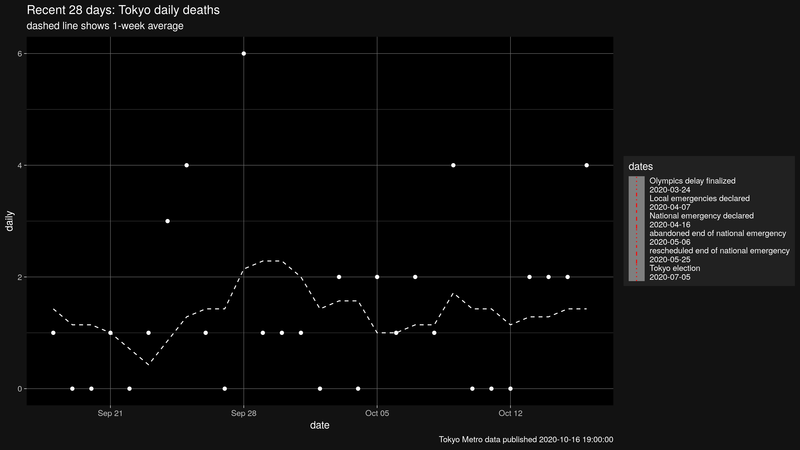 Recent 28 days: Tokyo daily deaths
dashed line shows 1-week average
6
4
2
0
daily
Sep 21
Sep 28
Oct 05
Oct 12
date
Tokyo Metro data published 2020-10-16 19:00:00
dates
Olympics delay finalized
2020-03-24
Local emergencies declared
2020-04-07
National emergency declared
2020-04-16
abandoned end of national emergency
2020-05-06
rescheduled end of national emergency
2020-05-25
Tokyo election
2020-07-05